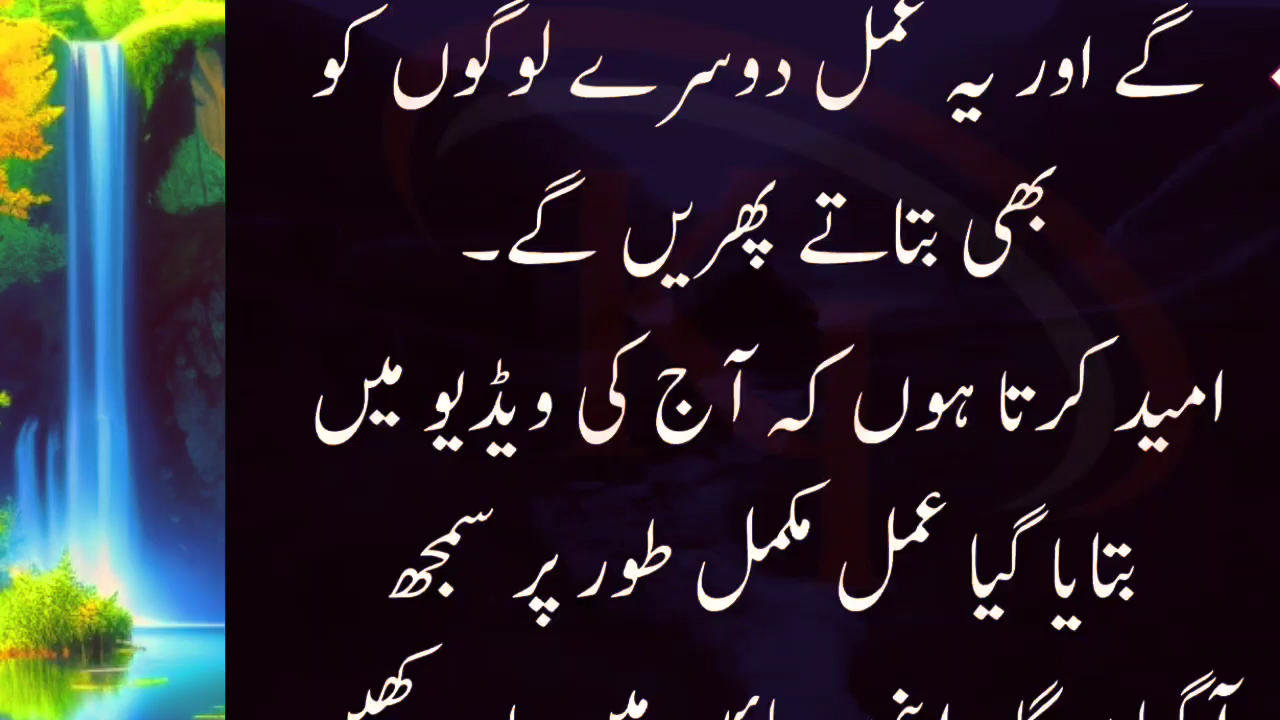 گے اور یہ عمل دوسرے لوگوں کو
بھی بتاتے پھریں گے۔
امید کرتا ہوں کہ آج کی ویڈیو میں
بتایا گیا عمل مکمل طور پر سمجھ